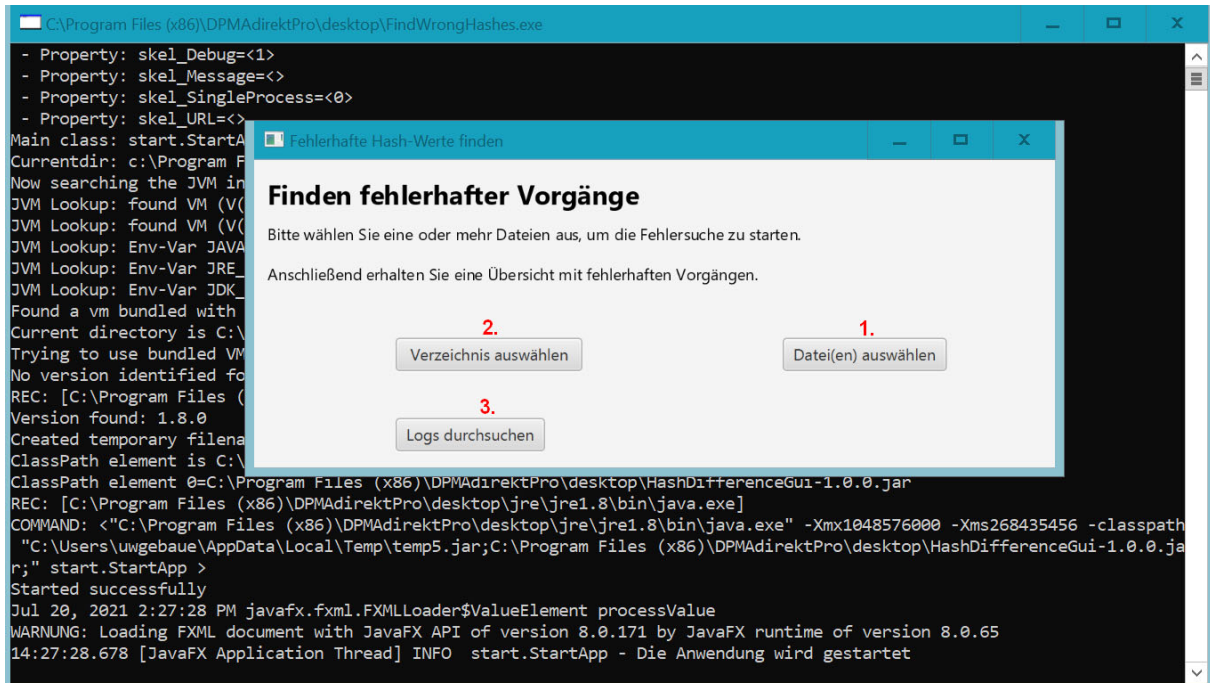 C:\Program Files (x86)\DPMAdirektPro\desktop\FindWrongHashes.exe
- Property: skel_Debug=<1>
- Property: skel_Message=<>
- Property: skel_SingleProcess=<0>
- Property: skel_URL=<>
Main class: start.StartA
Currentdir: c:\Program F
Now searching the JVM in
JVM Lookup: found VM (V(
JVM Lookup: found VM (V(
JVM Lookup: Env-Var JAVA
JVM Lookup: Env-Var JRE_
JVM Lookup: Env-Var JDK_
Found a vm bundled with
Current directory is C:\
Trying to use bundled VM
No version identified fo
REC: [C:\Program Files (
Version found: 1.8.0
Created temporary filena
ClassPath element is C:\
Fehlerhafte Hash-Werte finden
Finden fehlerhafter Vorgänge
Bitte wählen Sie eine oder mehr Dateien aus, um die Fehlersuche zu starten.
Anschließend erhalten Sie eine Übersicht mit fehlerhaften Vorgängen.
2. 1.
Verzeichnis auswählen Datei(en) auswählen
3.
Logs durchsuchen
ClassPath element 0=C:\Program Files (x86)\DPMAdirektPro\desktop\HashDifferenceGui-1.0.0.jar
REC: [C:\Program Files (x86)\DPMAdirektPro\desktop\jre\jre1.8\bin\java.exe]
COMMAND: <"C:\Program Files (x86)\DPMAdirektPro\desktop\jre\jre1.8\bin\java.exe" -Xmx1048576000 -Xms268435456 -classpath
"C:\Users\uwgebaue\AppData\Local\Temp\temp5.jar;C:\Program Files (x86)\DPMAdirektPro\desktop\HashDifferenceGui-1.0.0.ja
r;" start.StartApp >
Started successfully
Jul 20, 2021 2:27:28 PM javafx.fxml.FXMLLoader$ValueElement processValue
WARNUNG: Loading FXML document with JavaFX API of version 8.0.171 by JavaFX runtime of version 8.0.65
14:27:28.678 [JavaFX Application Thread] INFO  start.StartApp - Die Anwendung wird gestartet